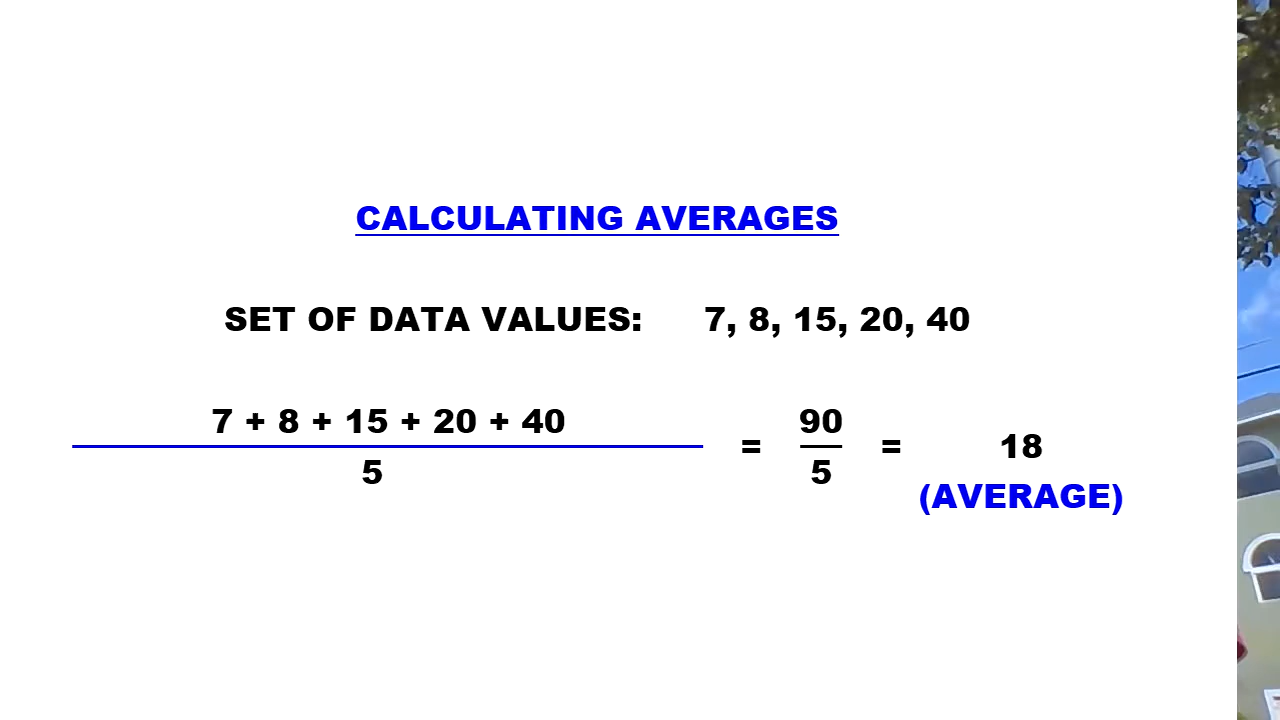 CALCULATING AVERAGES
SET OF DATA VALUES: 7, 8, 15, 20, 40
7 + 8 + 15 + 20 + 40
5
=
90
5
=
18
(AVERAGE)